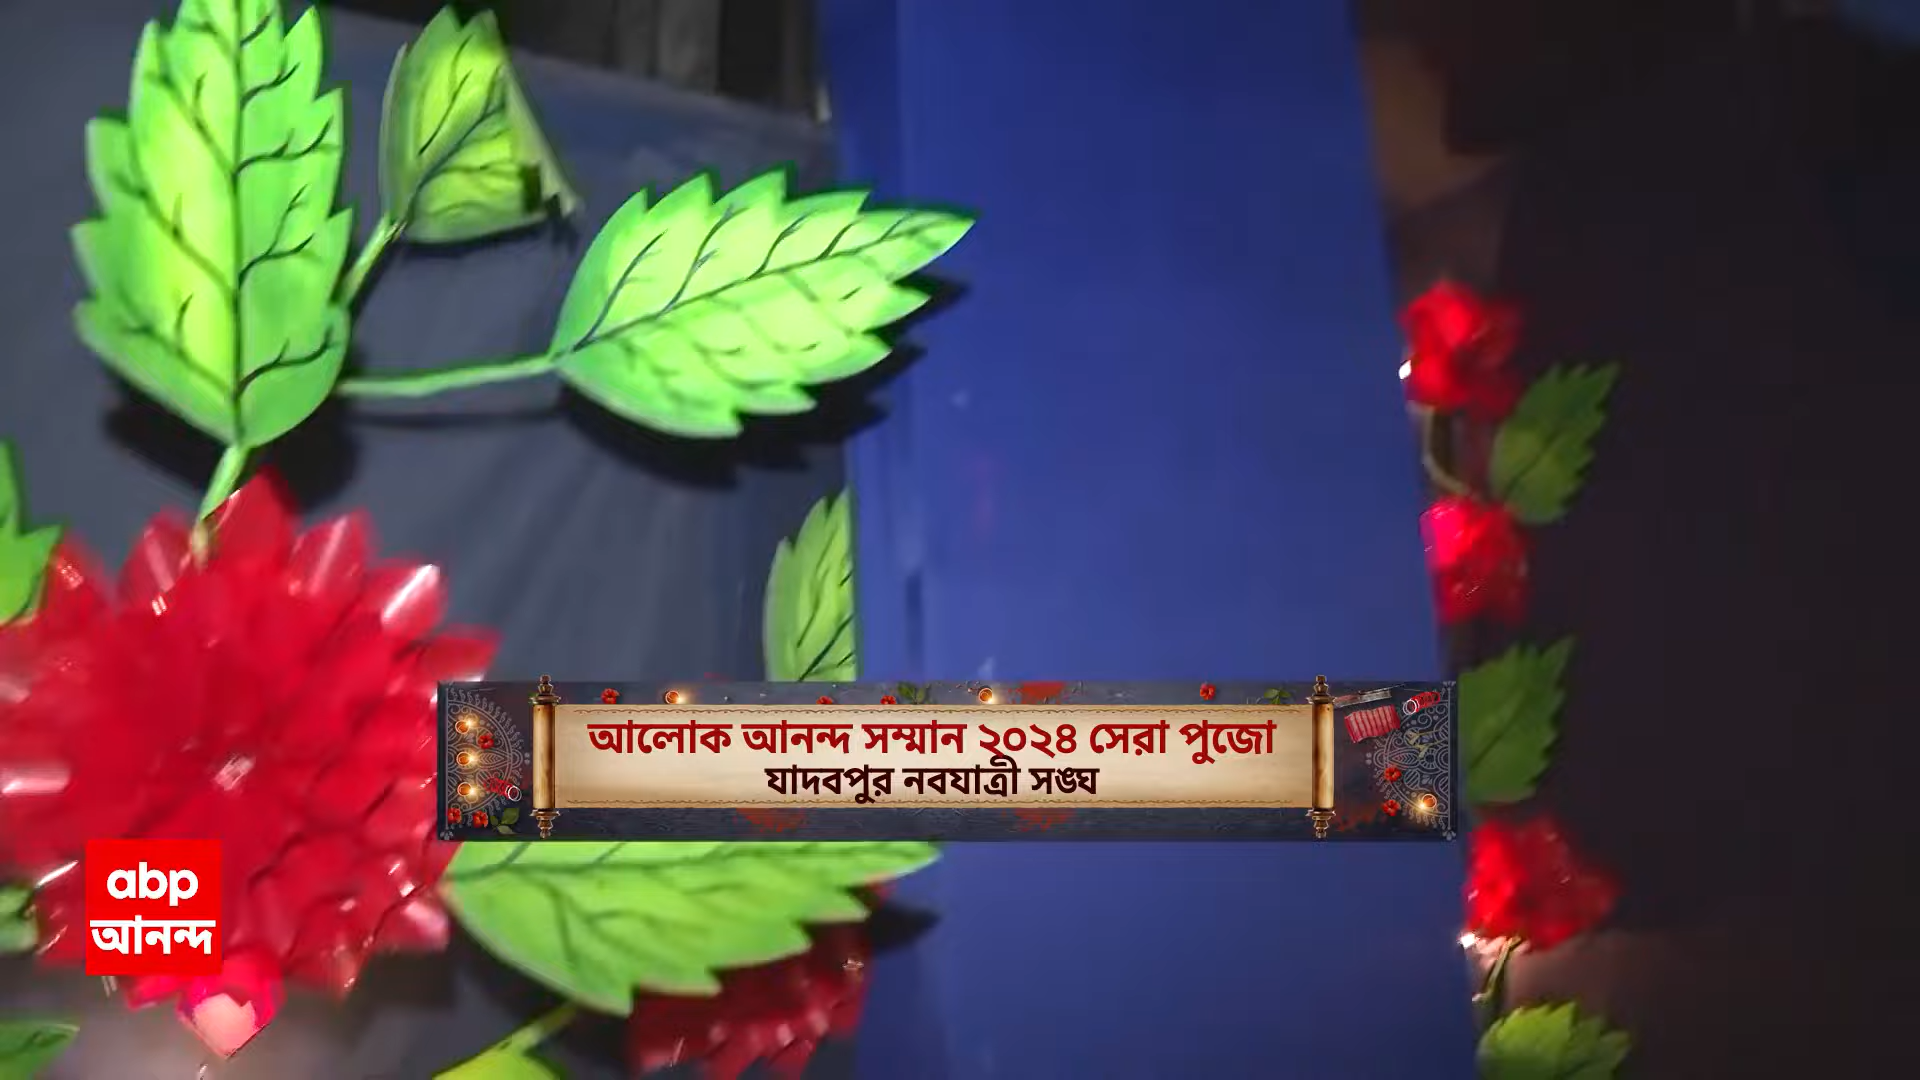 আলোক আনন্দ সম্মান ২০২৪ সেরা পুজো
যাদবপুর নবযাত্রী সঙ্ঘ
abp
আনন্দ